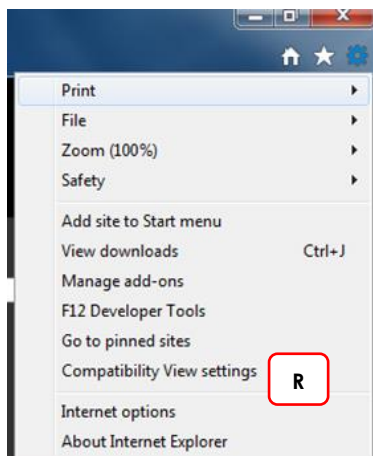 Print
File
Zoom (100%)
Safety
Add site to Start menu
View downloads Ctrl+J
Manage add-ons
F12 Developer Tools
Go to pinned sites
Compatibility View settings R
Internet options
About Internet Explorer